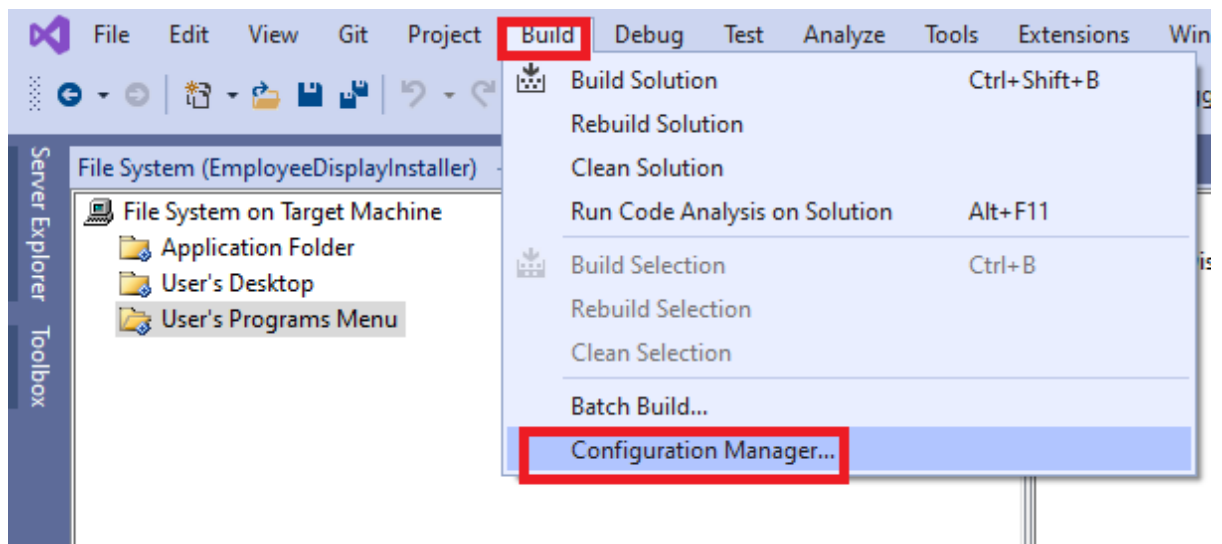 File Edit View Git Project Build Debug Test Analyze Tools Extensions Win
Build Solution Ctrl+Shift+B
Rebuild Solution
Clean Solution
Run Code Analysis on Solution Alt+F11
Build Selection Ctrl+B
Rebuild Selection
Clean Selection
Batch Build...
Configuration Manager...
Server Explorer
Toolbox
File System (EmployeeDisplayInstaller)
File System on Target Machine
Application Folder
User's Desktop
User's Programs Menu